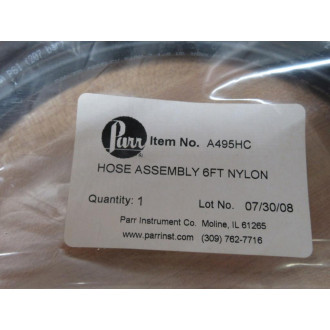 Parr Item No. A495HC
HOSE ASSEMBLY 6FT NYLON
Quantity: 1 Lot No. 07/30/08
Parr Instrument Co. Moline, IL 61265
www.parrinst.com (309) 762-7716